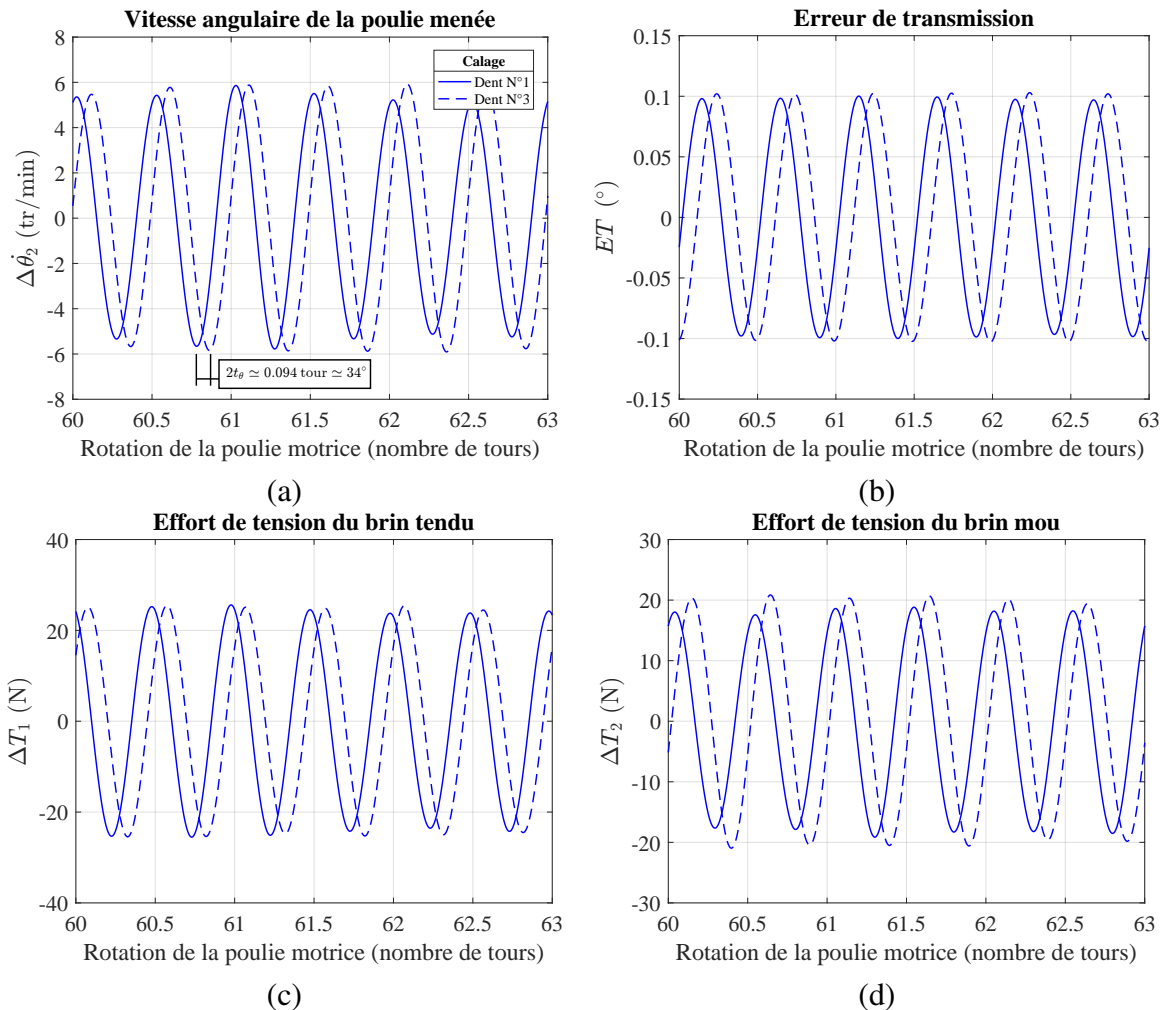 Vitesse angulaire de la poulie menée
8
6
4
2
0
-2
-4
-6
-8
Δθ̇₂ (tr/min)
Calage
Dent N°1
Dent N°3
2t_θ ≃ 0.094 tour ≃ 34°
60 60.5 61 61.5 62 62.5 63
Rotation de la poulie motrice (nombre de tours)
(a)
Erreur de transmission
0.15
0.1
0.05
0
-0.05
-0.1
-0.15
ET (°)
60 60.5 61 61.5 62 62.5 63
Rotation de la poulie motrice (nombre de tours)
(b)
Effort de tension du brin tendu
40
20
0
-20
-40
ΔT₁ (N)
60 60.5 61 61.5 62 62.5 63
Rotation de la poulie motrice (nombre de tours)
(c)
Effort de tension du brin mou
30
20
10
0
-10
-20
-30
ΔT₂ (N)
60 60.5 61 61.5 62 62.5 63
Rotation de la poulie motrice (nombre de tours)
(d)